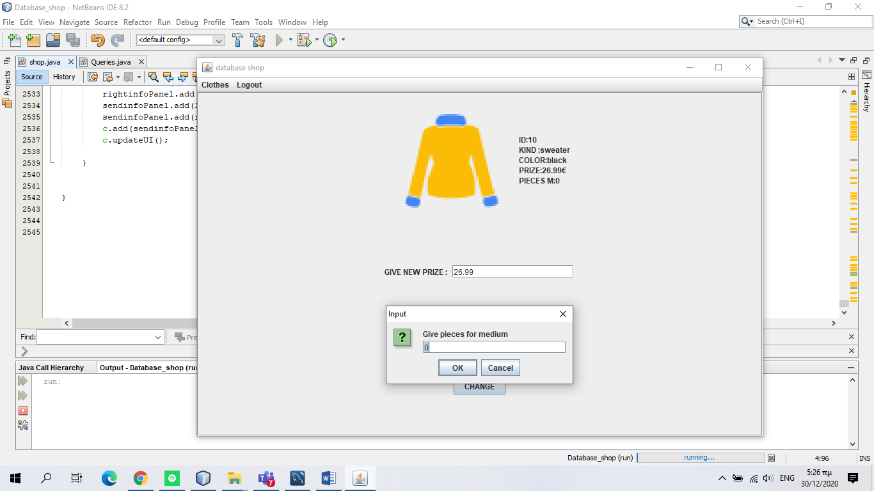 Database_shop - NetBeans IDE 8.2
File Edit View Navigate Source Refactor Run Debug Profile Team Tools Window Help
Search (Ctrl+I)
<default config>
shop.java
Queries.java
Source History
Projects
Hierarchy
database shop
Clothes Logout
2533 rightinfoPanel.add
2534 sendinfoPanel.add(
2535 sendinfoPanel.add(
2536 c.add(sendinfoPanel
2537 c.updateUI();
2538
2539 }
2540
2541
2542 }
2543
2544
2545
ID:10
KIND :sweater
COLOR:black
PRIZE:26.99€
PIECES M:0
GIVE NEW PRIZE : 26.99
Input
Give pieces for medium
0
OK Cancel
CHANGE
Find:
Pre
Java Call Hierarchy Output - Database_shop (ru
run:
Database_shop (run) running... 4:96 INS
7
ENG
5:26 πμ
30/12/2020